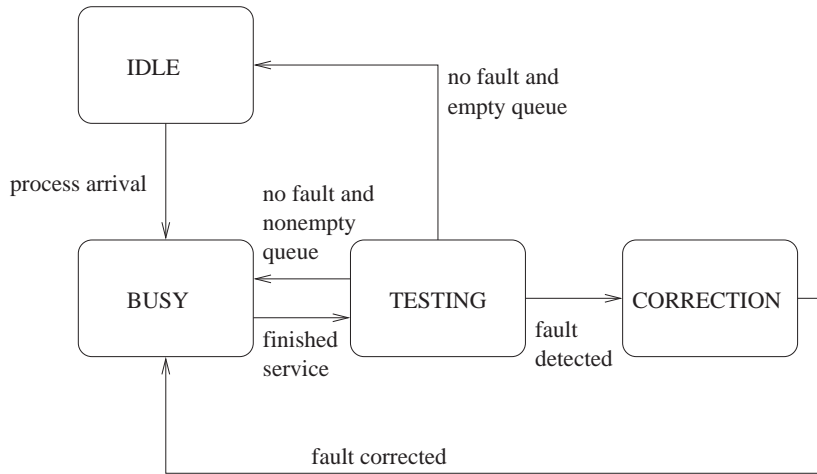 IDLE
no fault and
empty queue
process arrival
no fault and
nonempty
queue
BUSY
TESTING
CORRECTION
finished
service
fault
detected
fault corrected